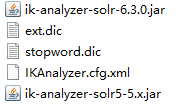 ik-analyzer-solr-6.3.0.jar
ext.dic
stopword.dic
IKAnalyzer.cfg.xml
ik-analyzer-solr5-5.x.jar